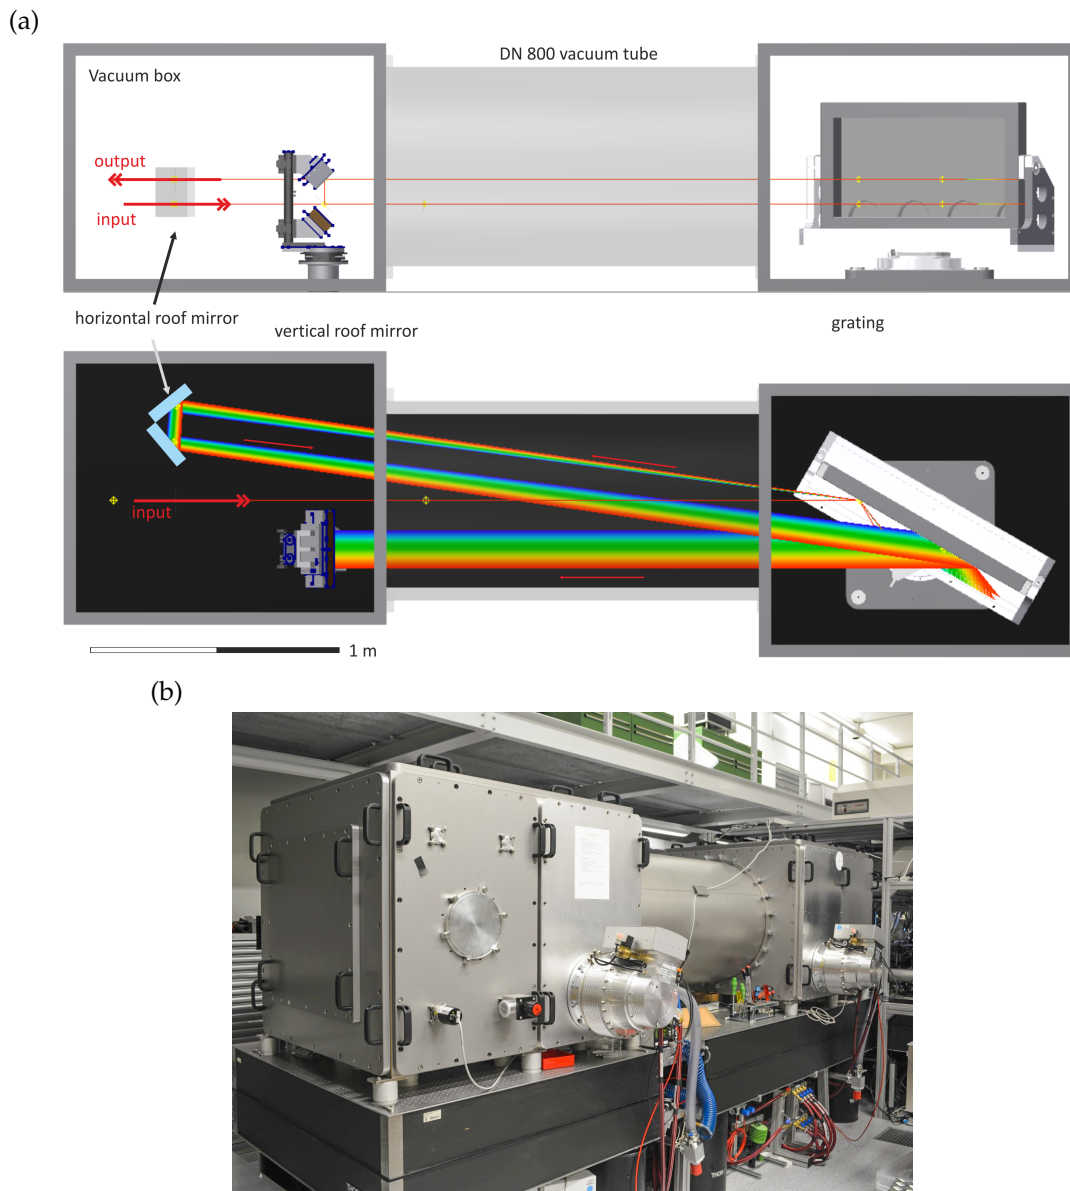 (a)
DN 800 vacuum tube
Vacuum box
output
input
horizontal roof mirror
vertical roof mirror
grating
input
1 m
(b)